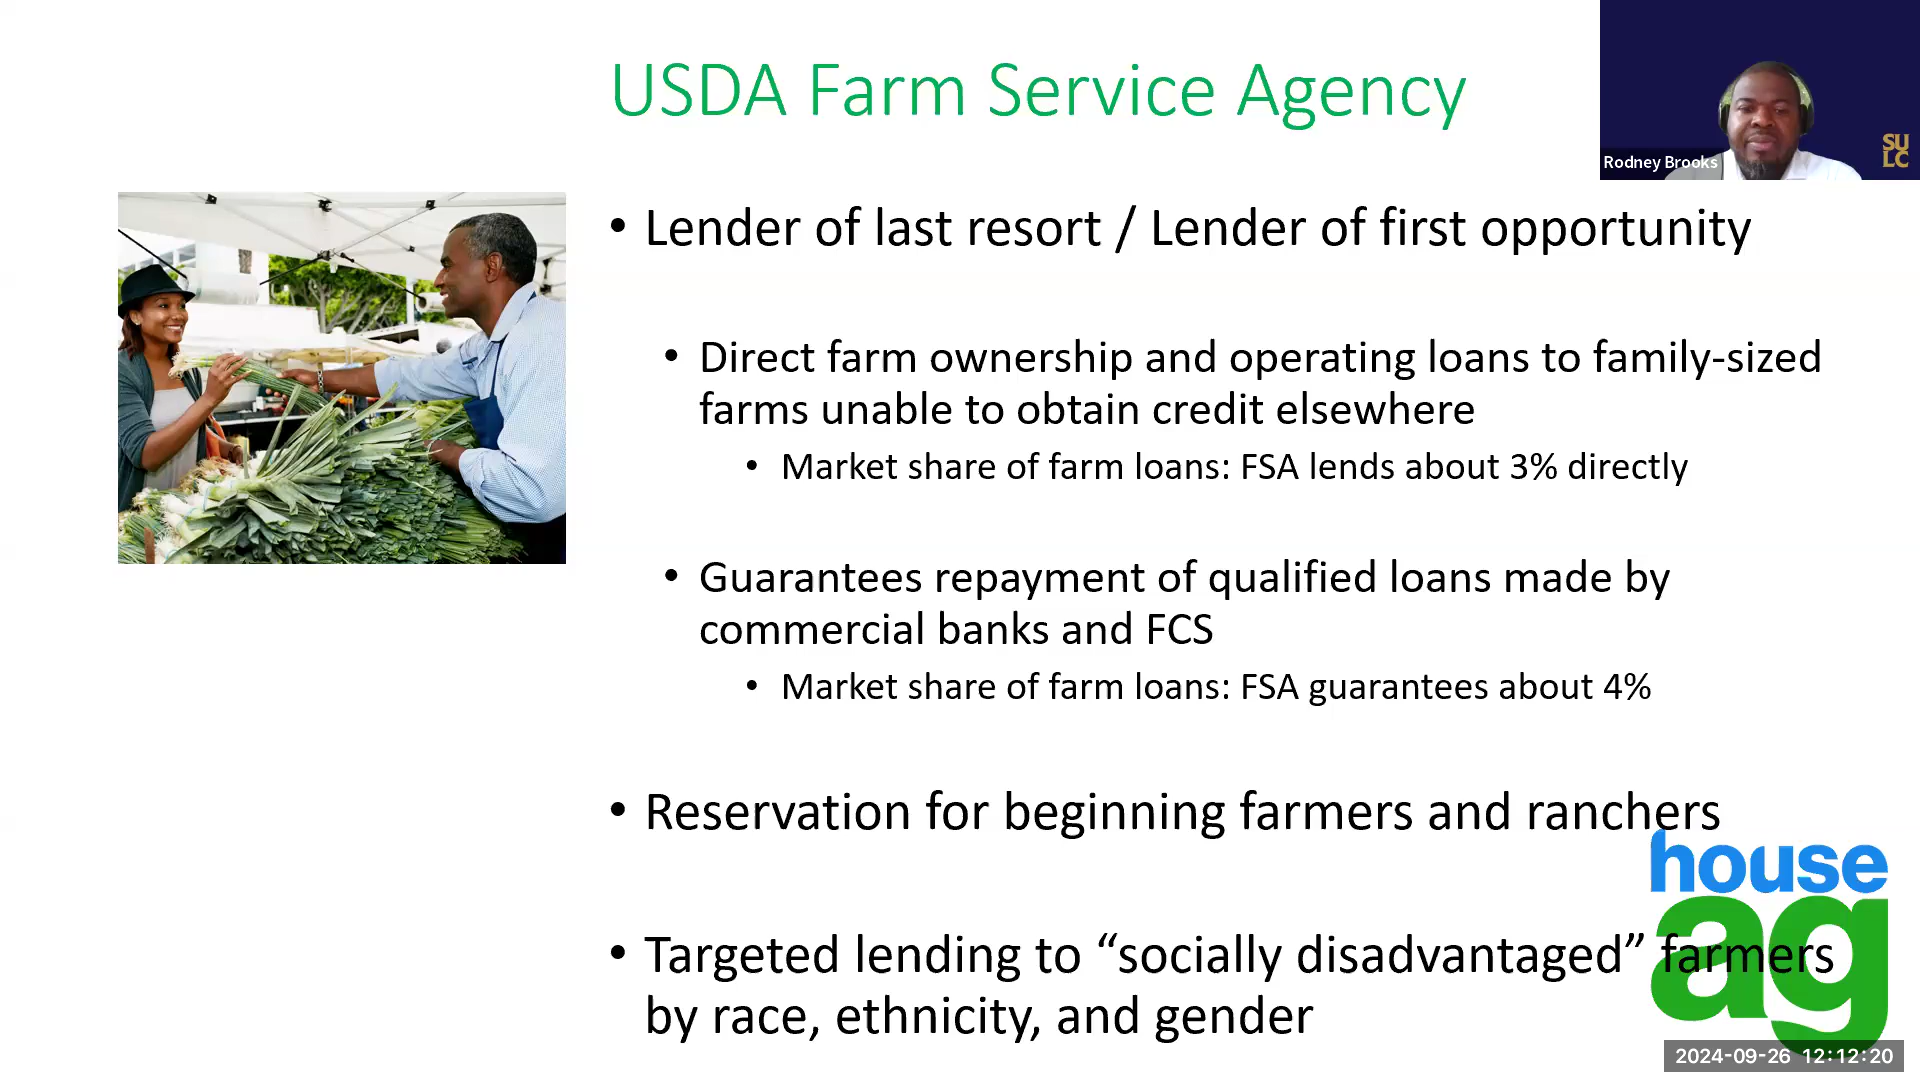 USDA Farm Service Agency
Rodney Brooks
SU
LC
• Lender of last resort / Lender of first opportunity
• Direct farm ownership and operating loans to family-sized
farms unable to obtain credit elsewhere
• Market share of farm loans: FSA lends about 3% directly
• Guarantees repayment of qualified loans made by
commercial banks and FCS
• Market share of farm loans: FSA guarantees about 4%
• Reservation for beginning farmers and ranchers
house
ag
• Targeted lending to “socially disadvantaged” farmers
by race, ethnicity, and gender
2024-09-26 12:12:20